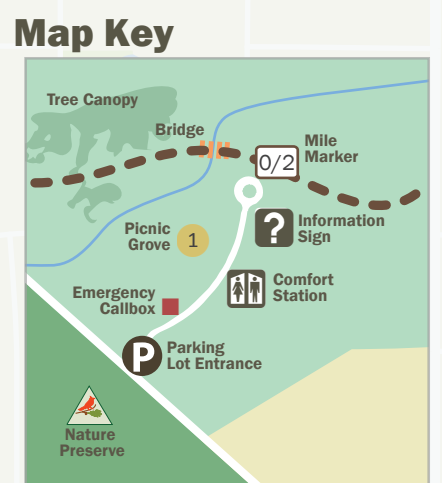 Map Key
Tree Canopy
Bridge
0/2
Mile
Marker
?
Information
Sign
Picnic
Grove
1
Comfort
Station
Emergency
Callbox
P
Parking
Lot Entrance
Nature
Preserve